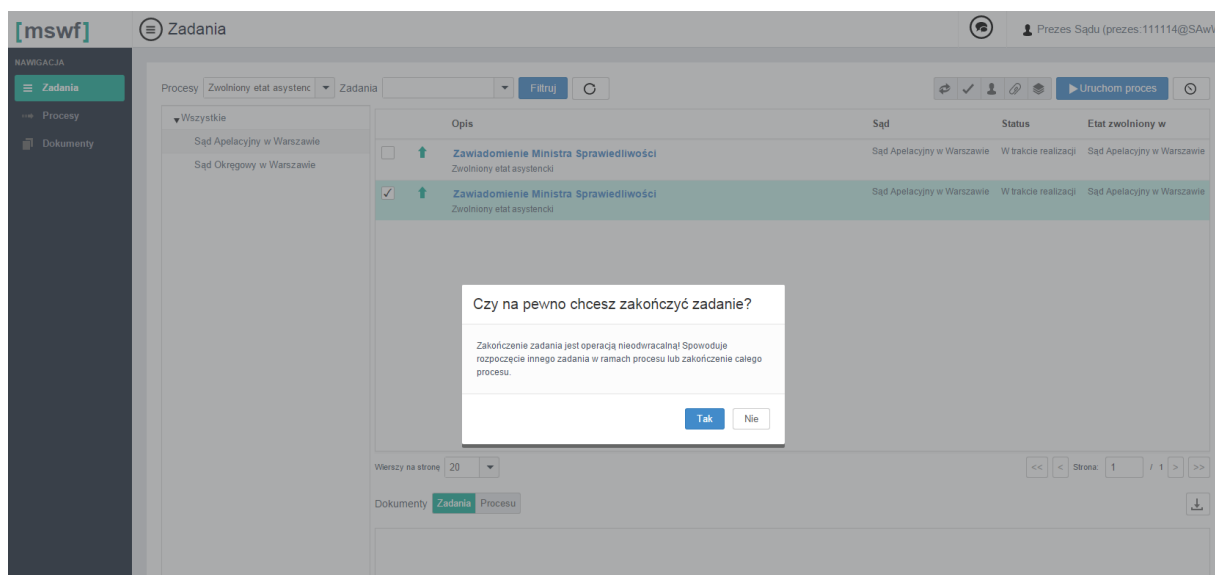 [mswf]
Zadania
Prezes Sądu (prezes.111114@SAwW
NAWIGACJA
Zadania
Procesy
Dokumenty
Procesy Zwolniony etat asystenc Zadania Filtruj Uruchom proces
Wszystkie
Sąd Apelacyjny w Warszawie
Sąd Okręgowy w Warszawie
Opis Sąd Status Etat zwolniony w
Zawiadomienie Ministra Sprawiedliwości Sąd Apelacyjny w Warszawie W trakcie realizacji Sąd Apelacyjny w Warszawie
Zwolniony etat asystencki
Zawiadomienie Ministra Sprawiedliwości Sąd Apelacyjny w Warszawie W trakcie realizacji Sąd Apelacyjny w Warszawie
Zwolniony etat asystencki
Czy na pewno chcesz zakończyć zadanie?
Zakończenie zadania jest operacją nieodwracalną! Spowoduje
rozpoczęcie innego zadania w ramach procesu lub zakończenie całego
procesu.
Tak Nie
Wierszy na stronę 20 << < Strona: 1 / 1 > >>
Dokumenty Zadania Procesu